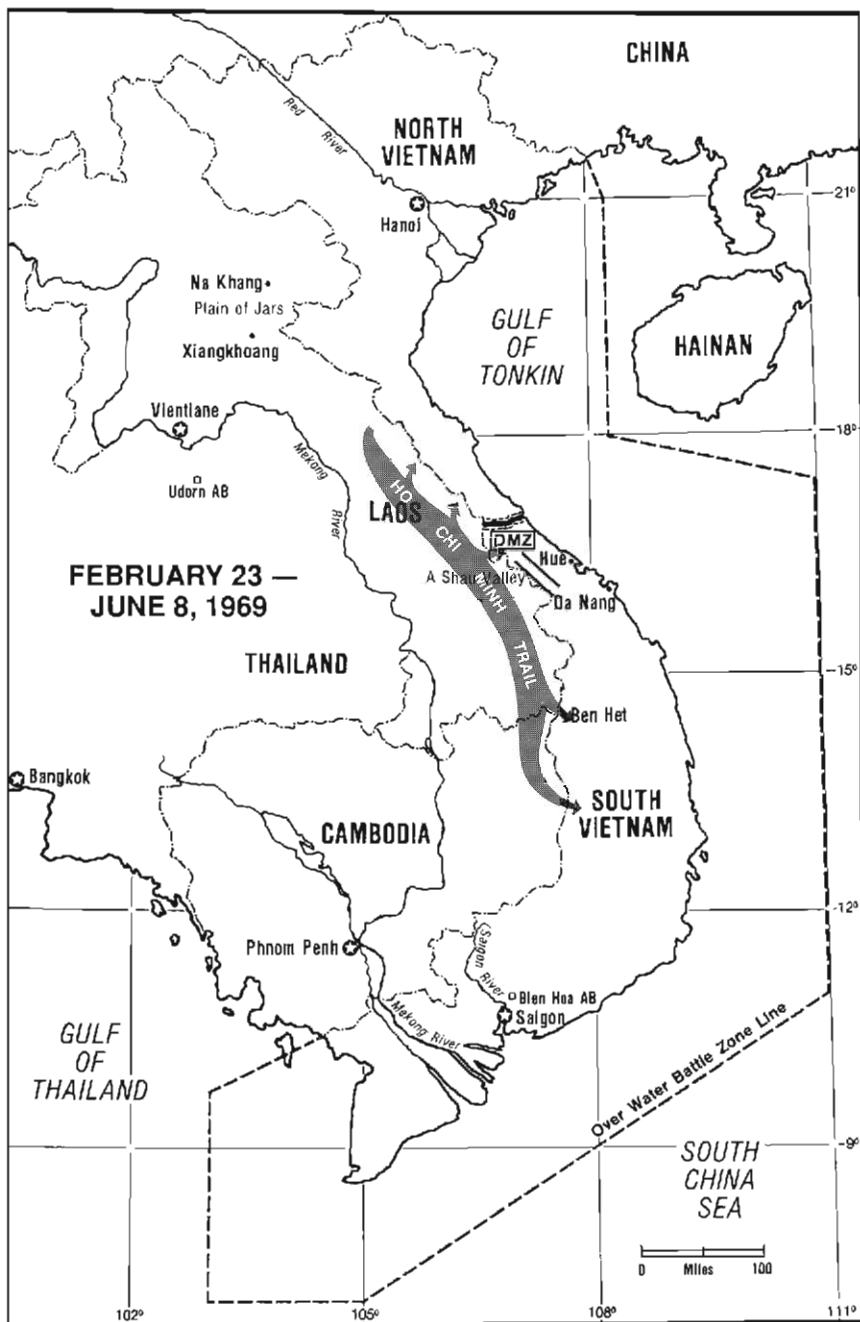 CHINA
Red
River
NORTH
VIETNAM
21°
Hanoi
Na Khang
Plain of Jars
Xiangkhoang
GULF
OF
TONKIN
HAINAN
Vientiane
18°
Mekong
River
Udorn AB
HO
CHI
MINH
TRAIL
LAOS
DMZ
Hue
A Shau Valley
Da Nang
FEBRUARY 23 —
JUNE 8, 1969
THAILAND
15°
Ben Het
Bangkok
SOUTH
VIETNAM
CAMBODIA
12°
Phnom Penh
Saigon
River
Bien Hoa AB
Saigon
Mekong River
GULF
OF
THAILAND
Over Water Battle Zone Line
9°
SOUTH
CHINA
SEA
0 Miles 100
102°
105°
108°
111°